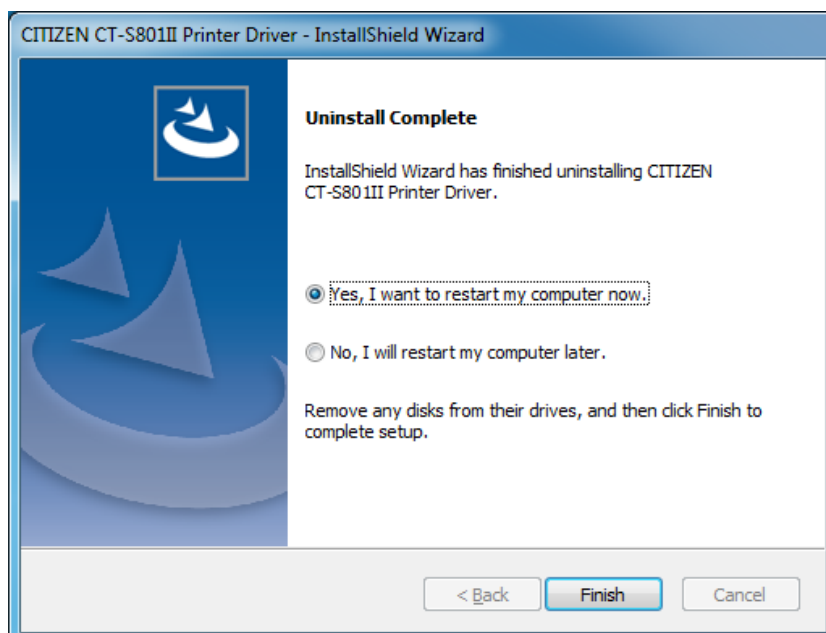 CITIZEN CT-S801II Printer Driver - InstallShield Wizard
Uninstall Complete
InstallShield Wizard has finished uninstalling CITIZEN
CT-S801II Printer Driver.
Yes, I want to restart my computer now.
No, I will restart my computer later.
Remove any disks from their drives, and then click Finish to
complete setup.
< Back
Finish
Cancel